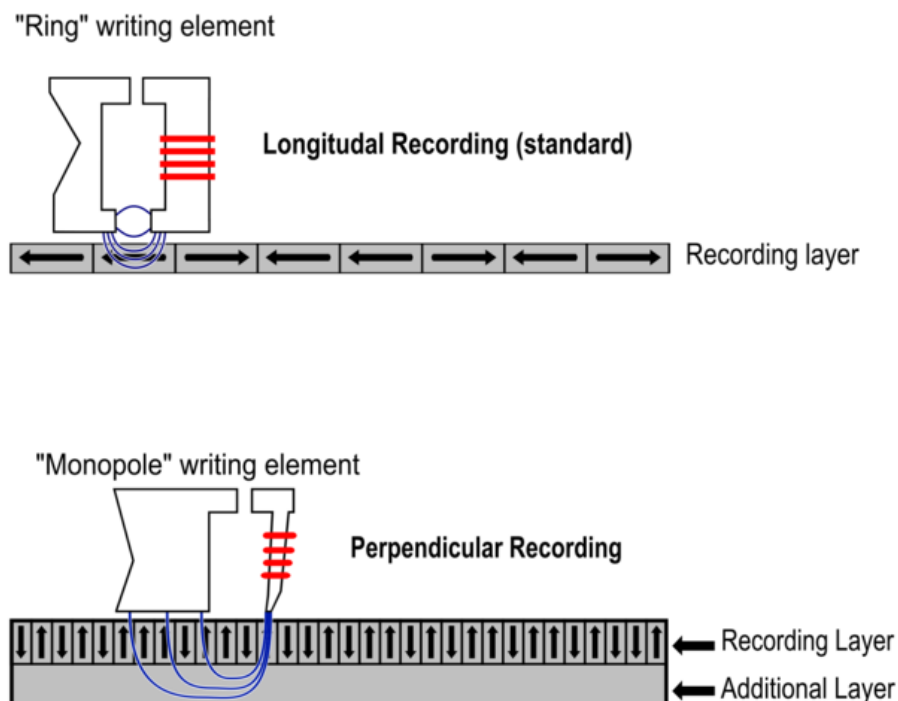 "Ring" writing element
Longitudal Recording (standard)
Recording layer
"Monopole" writing element
Perpendicular Recording
Recording Layer
Additional Layer